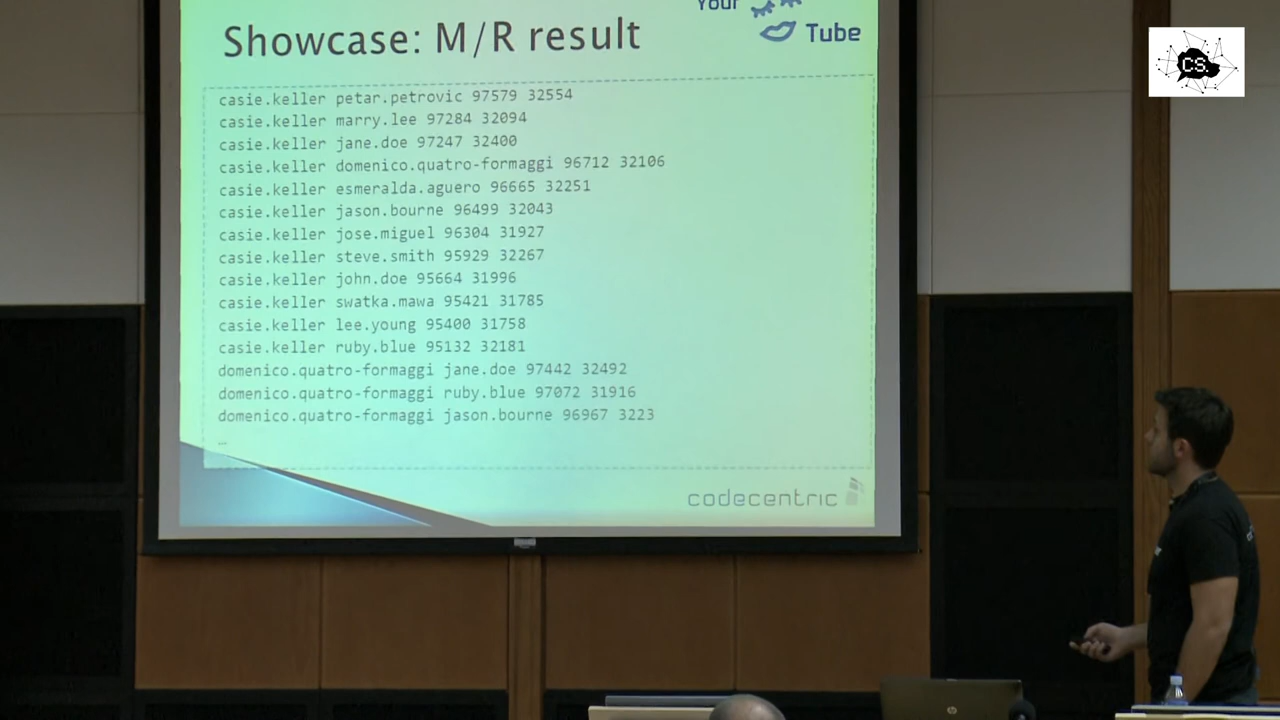 Your
Tube
Showcase: M/R result
casie.keller petar.petrovic 97579 32554
casie.keller marry.lee 97284 32094
casie.keller jane.doe 97247 32400
casie.keller domenico.quatro-formaggi 96712 32106
casie.keller esmeralda.aguero 96665 32251
casie.keller jason.bourne 96499 32043
casie.keller jose.miguel 96304 31927
casie.keller steve.smith 95929 32267
casie.keller john.doe 95664 31996
casie.keller swatka.mawa 95421 31785
casie.keller lee.young 95400 31758
casie.keller ruby.blue 95132 32181
domenico.quatro-formaggi jane.doe 97442 32492
domenico.quatro-formaggi ruby.blue 97072 31916
domenico.quatro-formaggi jason.bourne 96967 3223
…
codecentric
CS.